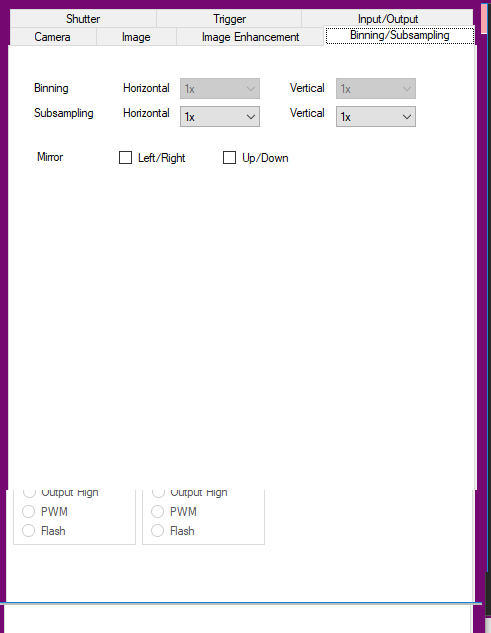 Shutter Trigger Input/Output
Camera Image Image Enhancement Binning/Subsampling
Binning Horizontal 1x Vertical 1x
Subsampling Horizontal 1x Vertical 1x
Mirror Left/Right Up/Down
Output High Output High
PWM PWM
Flash Flash